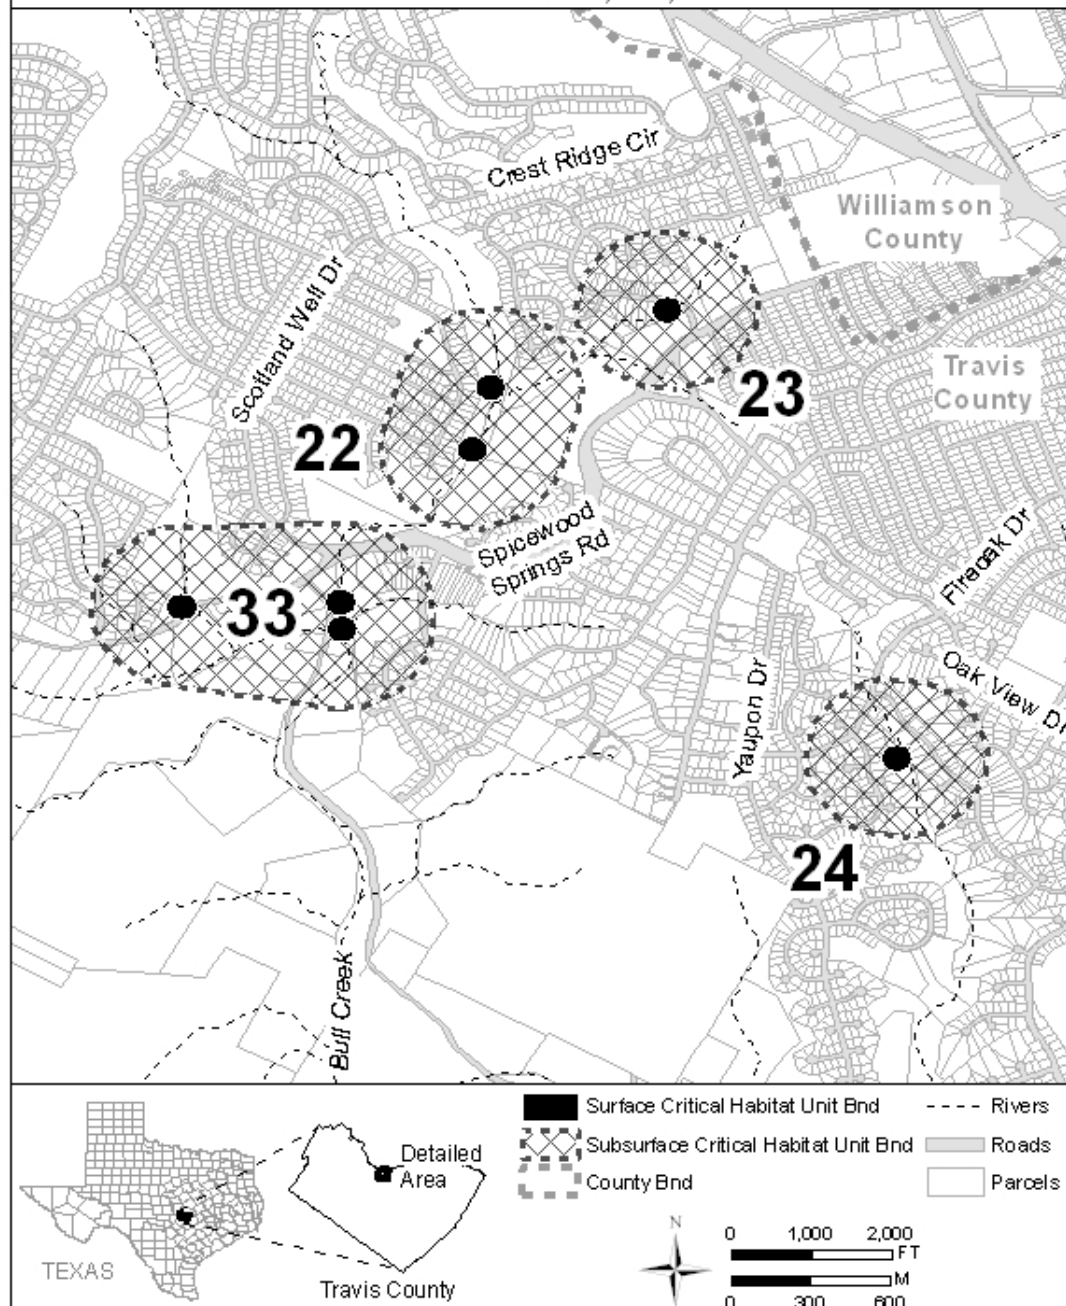 Crest Ridge Cir
Williamson
County
Scotland Well Dr
Travis
County
23
22
Spicewood
Springs Rd
Fireoak Dr
33
Oak View Dr
Yaupon Dr
24
Bull Creek
Surface Critical Habitat Unit Bnd
Rivers
Subsurface Critical Habitat Unit Bnd
Roads
County Bnd
Parcels
Detailed
Area
TEXAS
Travis County
N
0 1,000 2,000
FT
M
0 300 600